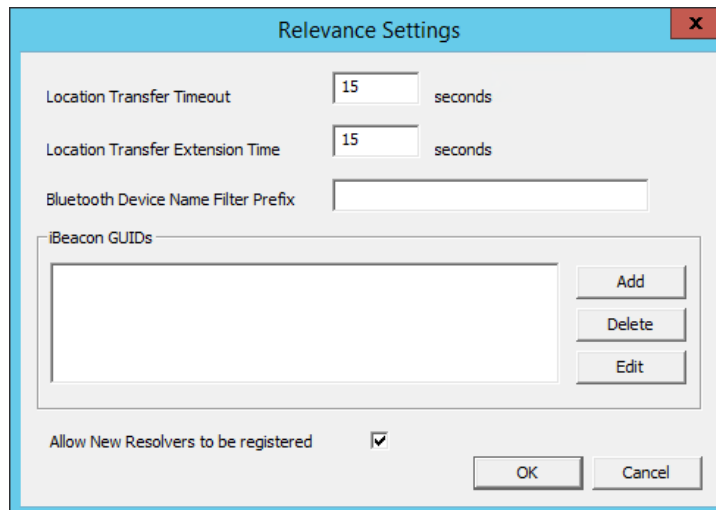 Relevance Settings x
Location Transfer Timeout 15 seconds
Location Transfer Extension Time 15 seconds
Bluetooth Device Name Filter Prefix
iBeacon GUIDs
Add
Delete
Edit
Allow New Resolvers to be registered
OK Cancel